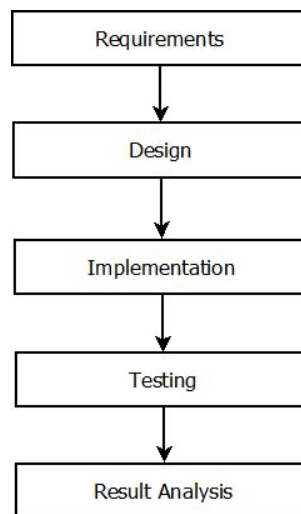 Requirements
Design
Implementation
Testing
Result Analysis